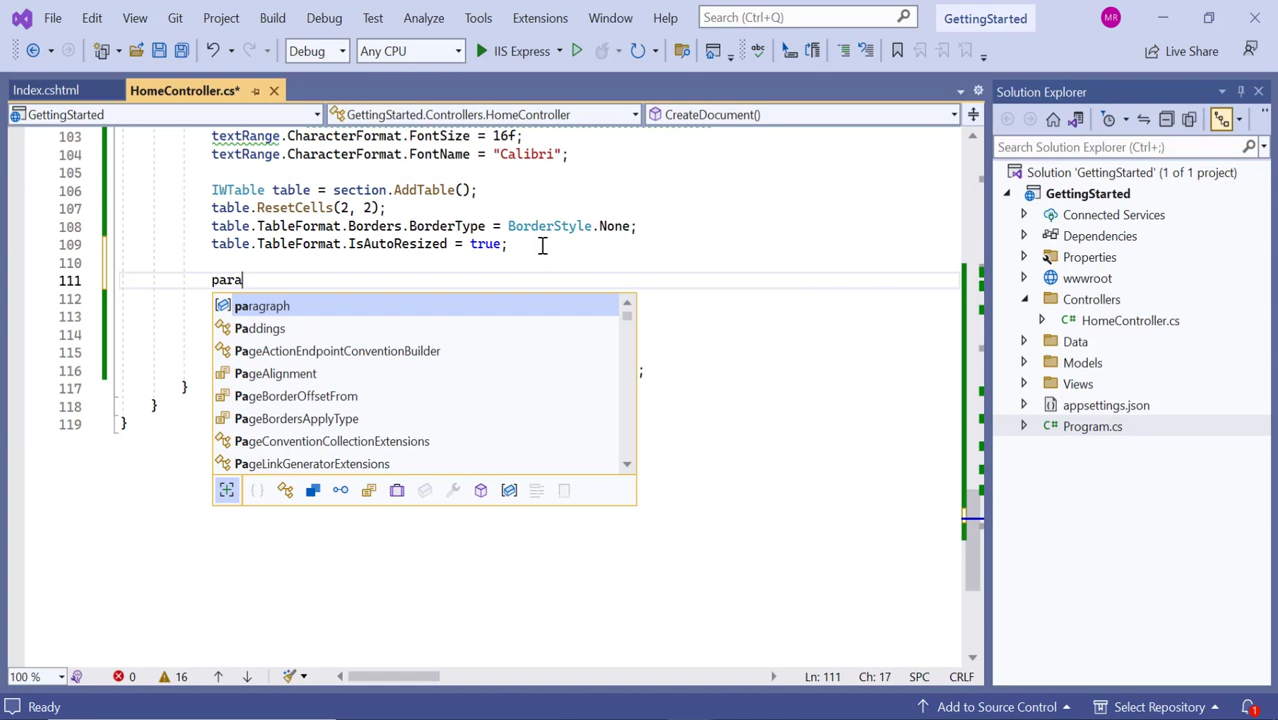 File Edit View Git Project Build Debug Test Analyze Tools Extensions Window Help Search (Ctrl+Q) GettingStarted MR
Debug Any CPU IIS Express Live Share
Index.cshtml HomeController.cs*
GettingStarted GettingStarted.Controllers.HomeController CreateDocument()
103 textRange.CharacterFormat.FontSize = 16f;
104 textRange.CharacterFormat.FontName = "Calibri";
105
106 IWTable table = section.AddTable();
107 table.ResetCells(2, 2);
108 table.TableFormat.Borders.BorderType = BorderStyle.None;
109 table.TableFormat.IsAutoResized = true;
110
111 para
112
113
114
115
116 ;
117 }
118 }
119 }
paragraph
Paddings
PageActionEndpointConventionBuilder
PageAlignment
PageBorderOffsetFrom
PageBordersApplyType
PageConventionCollectionExtensions
PageLinkGeneratorExtensions
Solution Explorer
Search Solution Explorer (Ctrl+;)
Solution 'GettingStarted' (1 of 1 project)
GettingStarted
Connected Services
Dependencies
Properties
wwwroot
Controllers
C# HomeController.cs
Data
Models
Views
appsettings.json
C# Program.cs
100 % 0 16 Ln: 111 Ch: 17 SPC CRLF
Ready Add to Source Control Select Repository 1